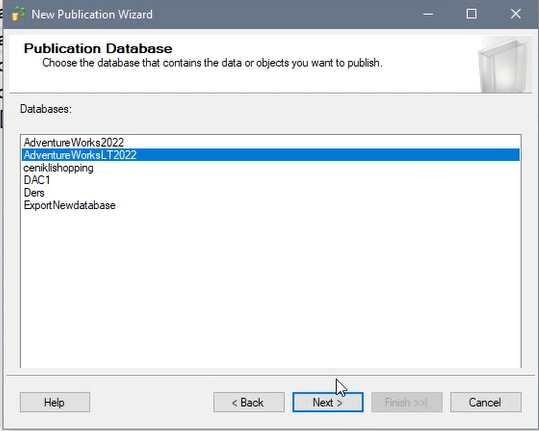 New Publication Wizard
Publication Database
Choose the database that contains the data or objects you want to publish.
Databases:
AdventureWorks2022
AdventureWorksLT2022
ceniklishopping
DAC1
Ders
ExportNewdatabase
Help
< Back
Next >
Finish >>|
Cancel